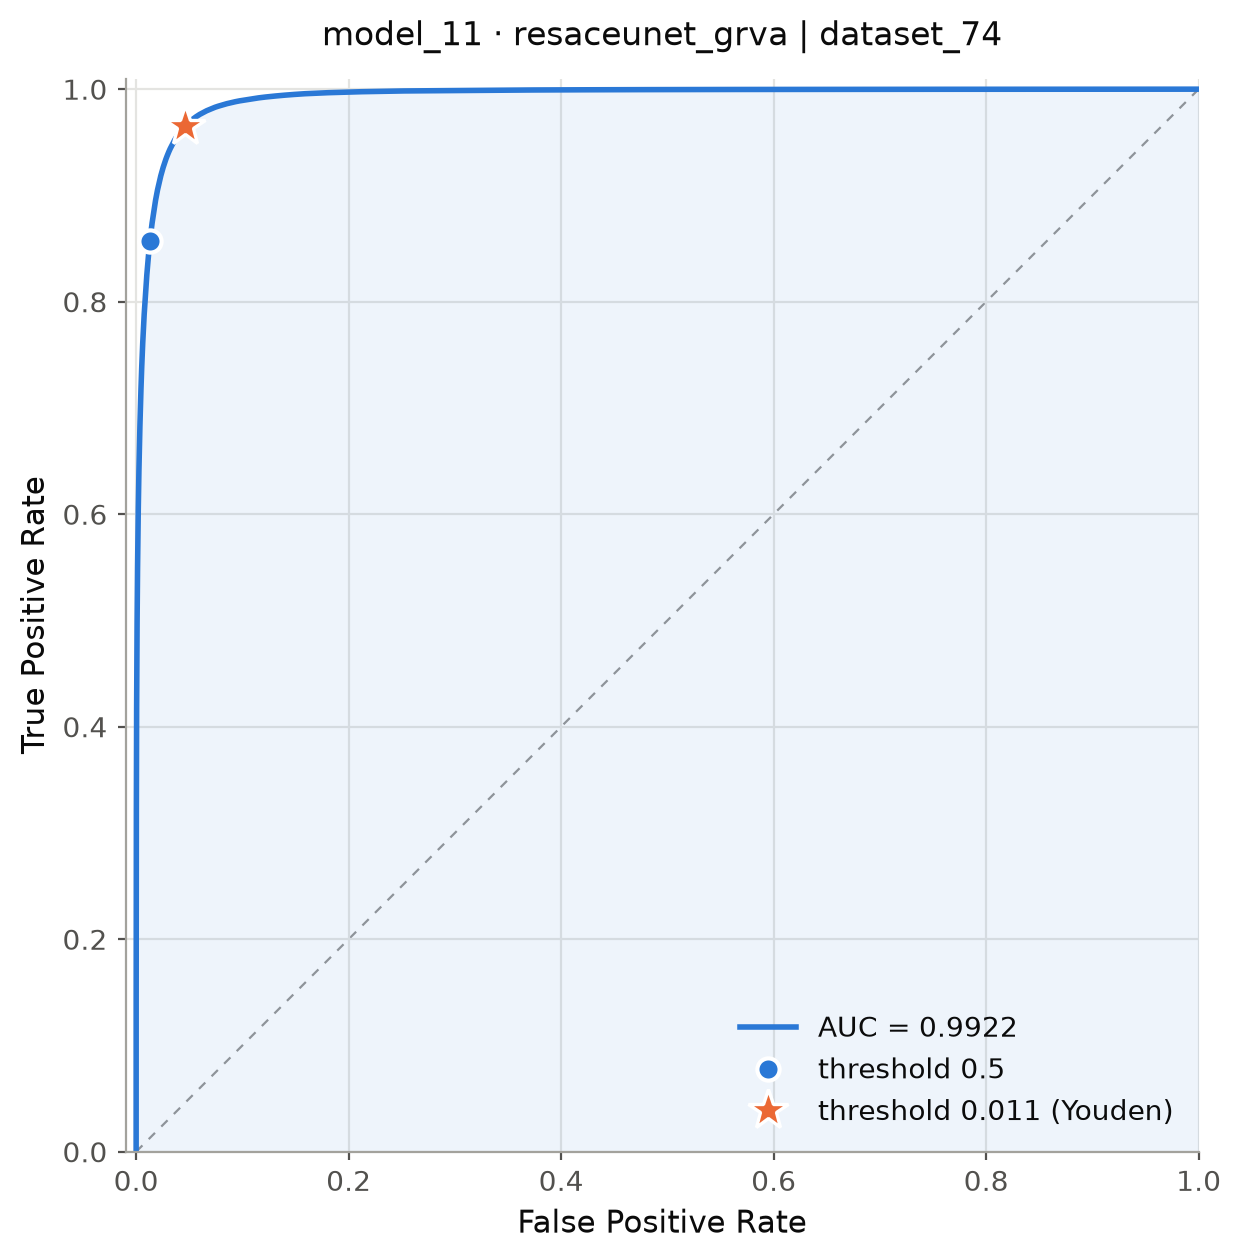 model_11 · resaceunet_grva | dataset_74
1.0
0.8
0.6
0.4
0.2
0.0
True Positive Rate
0.0 0.2 0.4 0.6 0.8 1.0
False Positive Rate
AUC = 0.9922
threshold 0.5
threshold 0.011 (Youden)